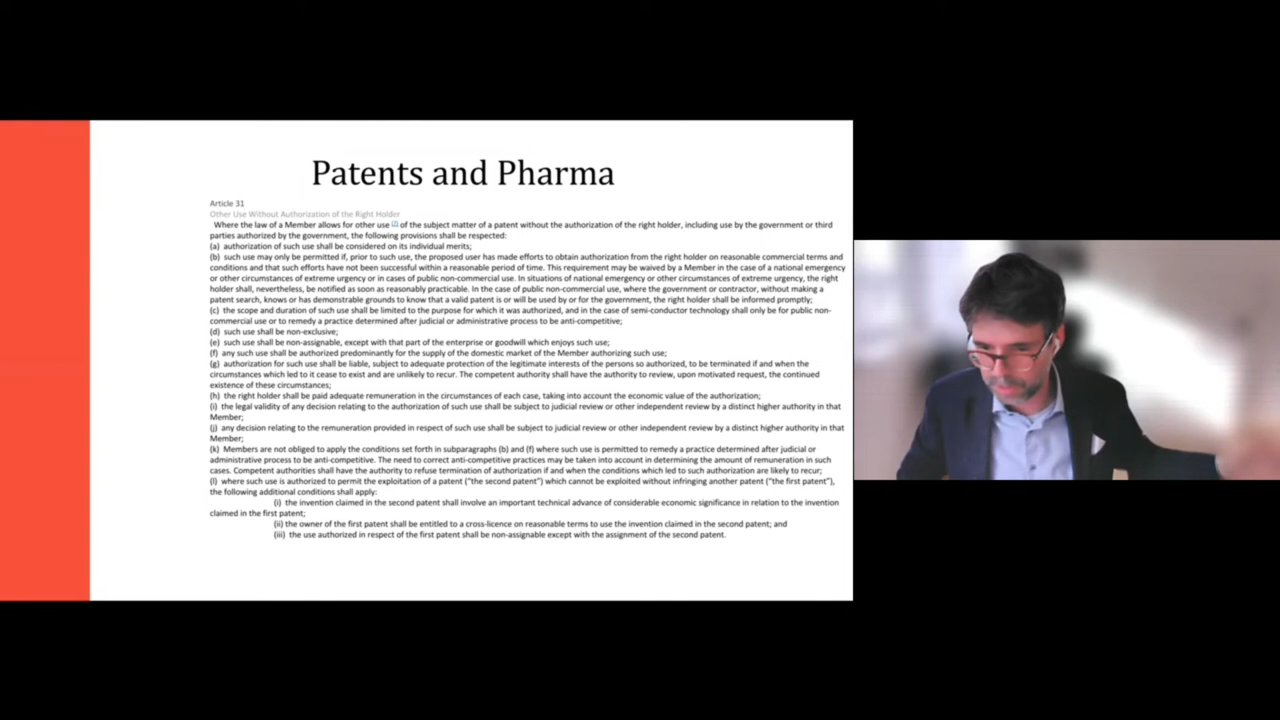 Patents and Pharma
Article 31
Other Use Without Authorization of the Right Holder
Where the law of a Member allows for other use [7] of the subject matter of a patent without the authorization of the right holder, including use by the government or third
parties authorized by the government, the following provisions shall be respected:
(a) authorization of such use shall be considered on its individual merits;
(b) such use may only be permitted if, prior to such use, the proposed user has made efforts to obtain authorization from the right holder on reasonable commercial terms and
conditions and that such efforts have not been successful within a reasonable period of time. This requirement may be waived by a Member in the case of a national emergency
or other circumstances of extreme urgency or in cases of public non-commercial use. In situations of national emergency or other circumstances of extreme urgency, the right
holder shall, nevertheless, be notified as soon as reasonably practicable. In the case of public non-commercial use, where the government or contractor, without making a
patent search, knows or has demonstrable grounds to know that a valid patent is or will be used by or for the government, the right holder shall be informed promptly;
(c) the scope and duration of such use shall be limited to the purpose for which it was authorized, and in the case of semi-conductor technology shall only be for public non-
commercial use or to remedy a practice determined after judicial or administrative process to be anti-competitive;
(d) such use shall be non-exclusive;
(e) such use shall be non-assignable, except with that part of the enterprise or goodwill which enjoys such use;
(f) any such use shall be authorized predominantly for the supply of the domestic market of the Member authorizing such use;
(g) authorization for such use shall be liable, subject to adequate protection of the legitimate interests of the persons so authorized, to be terminated if and when the
circumstances which led to it cease to exist and are unlikely to recur. The competent authority shall have the authority to review, upon motivated request, the continued
existence of these circumstances;
(h) the right holder shall be paid adequate remuneration in the circumstances of each case, taking into account the economic value of the authorization;
(i) the legal validity of any decision relating to the authorization of such use shall be subject to judicial review or other independent review by a distinct higher authority in that
Member;
(j) any decision relating to the remuneration provided in respect of such use shall be subject to judicial review or other independent review by a distinct higher authority in that
Member;
(k) Members are not obliged to apply the conditions set forth in subparagraphs (b) and (f) where such use is permitted to remedy a practice determined after judicial or
administrative process to be anti-competitive. The need to correct anti-competitive practices may be taken into account in determining the amount of remuneration in such
cases. Competent authorities shall have the authority to refuse termination of authorization if and when the conditions which led to such authorization are likely to recur;
(l) where such use is authorized to permit the exploitation of a patent (“the second patent”) which cannot be exploited without infringing another patent (“the first patent”),
the following additional conditions shall apply:
(i) the invention claimed in the second patent shall involve an important technical advance of considerable economic significance in relation to the invention
claimed in the first patent;
(ii) the owner of the first patent shall be entitled to a cross-licence on reasonable terms to use the invention claimed in the second patent; and
(iii) the use authorized in respect of the first patent shall be non-assignable except with the assignment of the second patent.